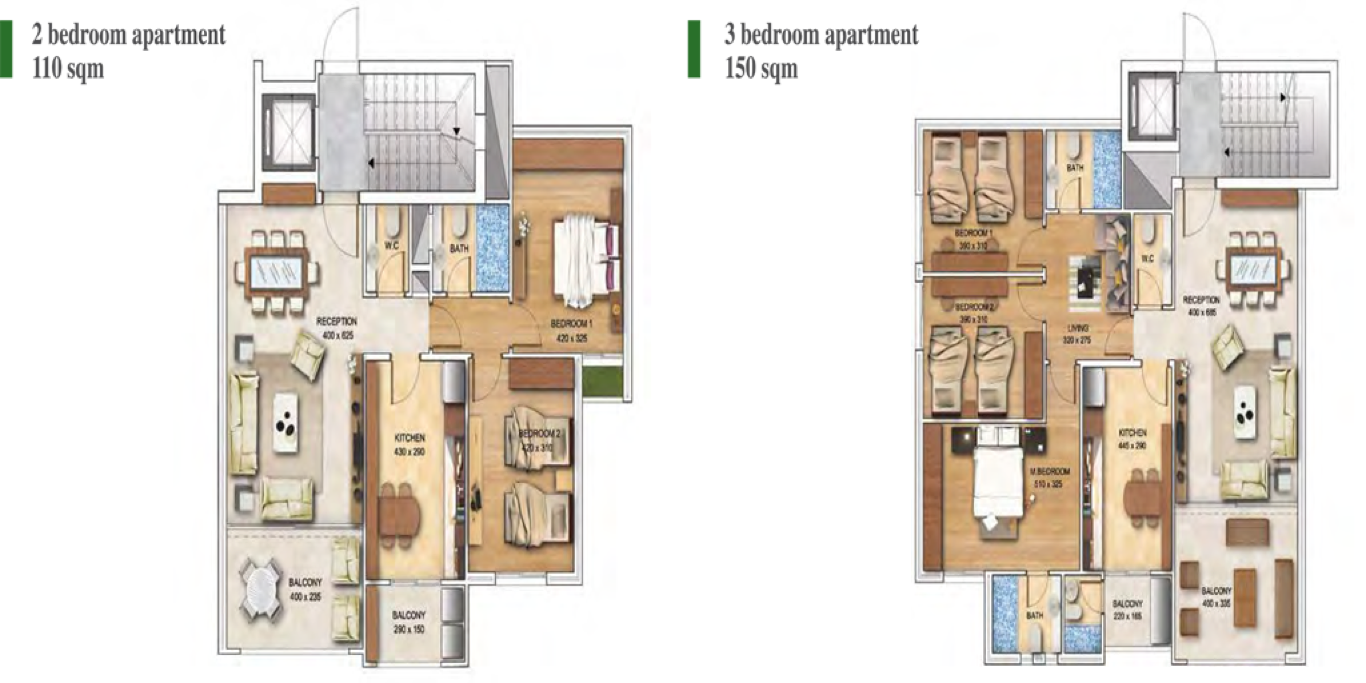 2 bedroom apartment
110 sqm
W.C
BATH
RECEPTION
400 x 625
BEDROOM 1
420 x 325
KITCHEN
430 x 290
BEDROOM 2
420 x 310
BALCONY
400 x 235
BALCONY
290 x 150
3 bedroom apartment
150 sqm
BATH
BEDROOM 1
390 x 310
W.C
BEDROOM 2
390 x 310
RECEPTION
400 x 685
LIVING
320 x 275
KITCHEN
445 x 290
M.BEDROOM
510 x 325
BATH
BALCONY
220 x 165
BALCONY
400 x 335